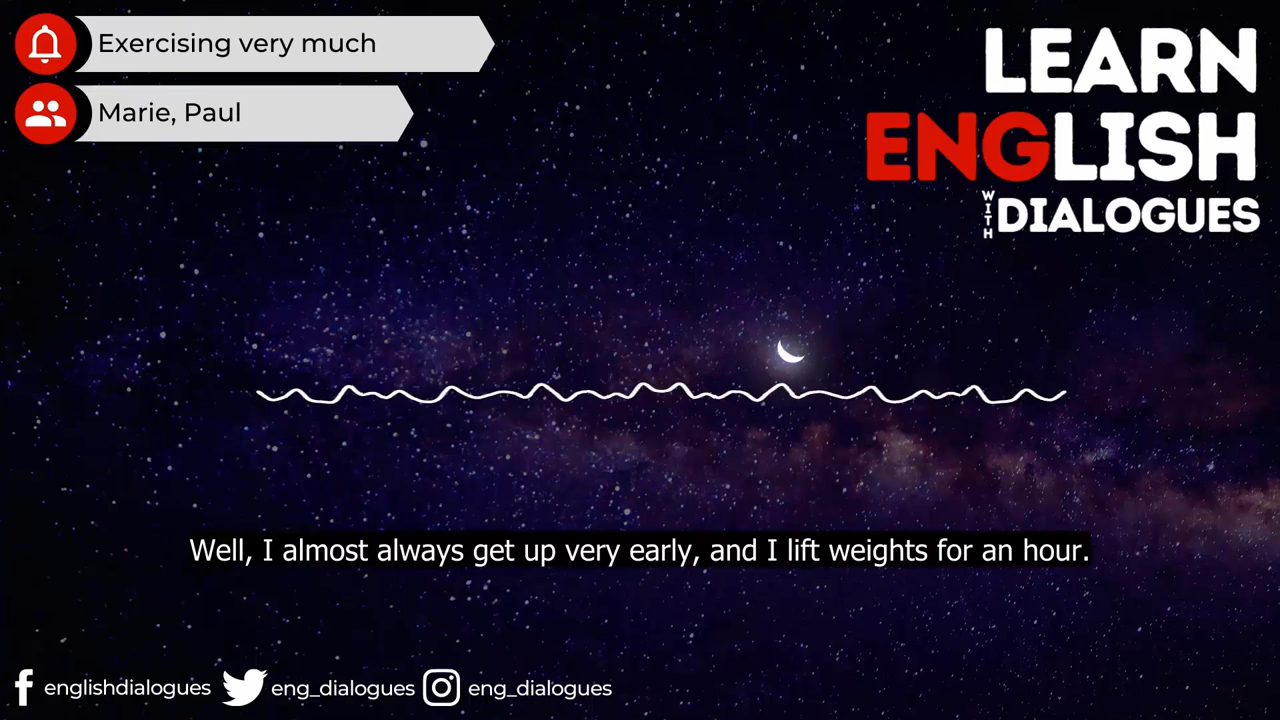 Exercising very much
Marie, Paul
LEARN
ENGLISH
WITH DIALOGUES
Well, I almost always get up very early, and I lift weights for an hour.
englishdialogues eng_dialogues eng_dialogues